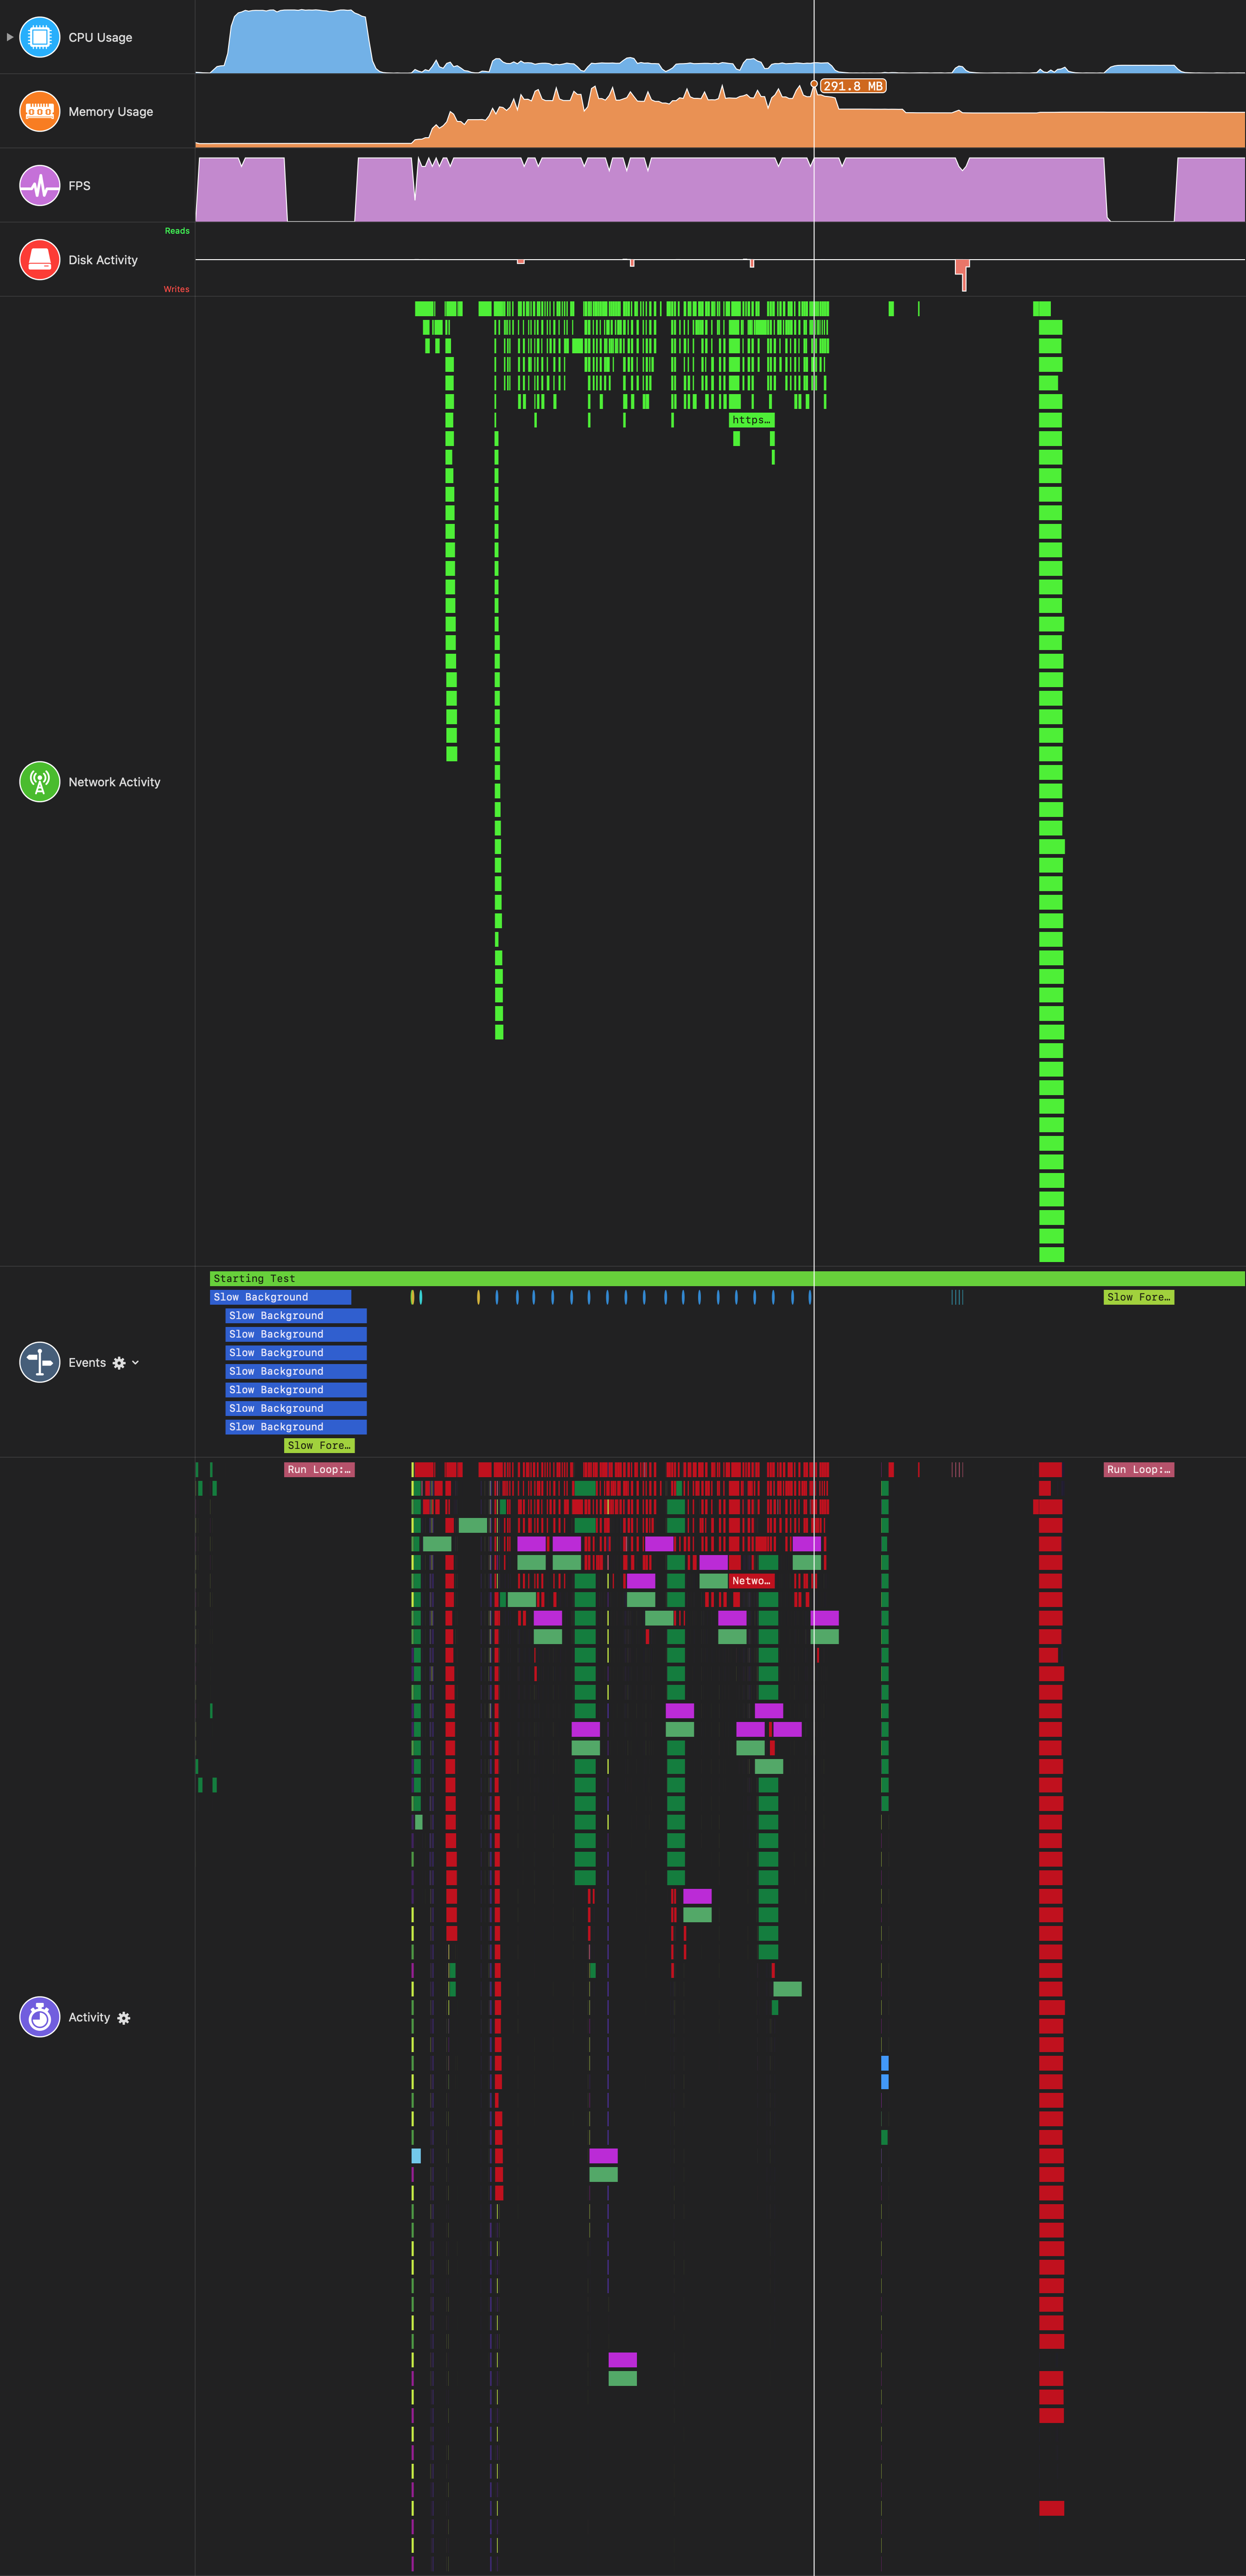 CPU Usage
291.8 MB
Memory Usage
FPS
Reads
Disk Activity
Writes
https…
Network Activity
Starting Test
Slow Background
Slow Fore…
Slow Background
Slow Background
Slow Background
Events
Slow Background
Slow Background
Slow Background
Slow Background
Slow Fore…
Run Loop:…
Run Loop:…
Netwo…
Activity